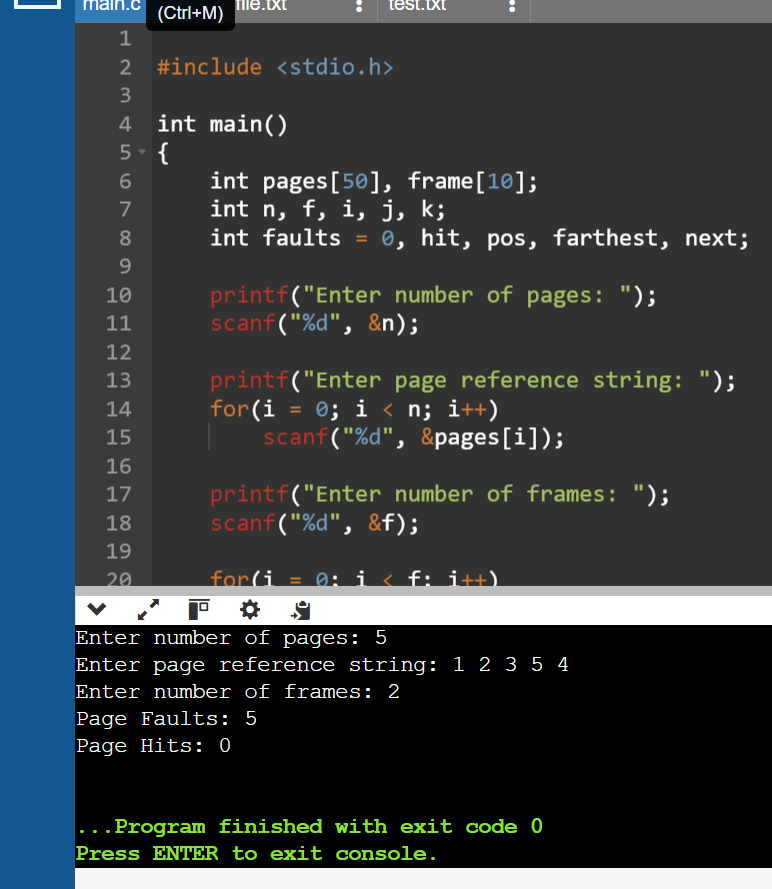 main.c
(Ctrl+M)
file.txt
test.txt
1
2 #include <stdio.h>
3
4 int main()
5 {
6 int pages[50], frame[10];
7 int n, f, i, j, k;
8 int faults = 0, hit, pos, farthest, next;
9
10 printf("Enter number of pages: ");
11 scanf("%d", &n);
12
13 printf("Enter page reference string: ");
14 for(i = 0; i < n; i++)
15 scanf("%d", &pages[i]);
16
17 printf("Enter number of frames: ");
18 scanf("%d", &f);
19
20 for(i = 0; i < f; i++)
Enter number of pages: 5
Enter page reference string: 1 2 3 5 4
Enter number of frames: 2
Page Faults: 5
Page Hits: 0
...Program finished with exit code 0
Press ENTER to exit console.